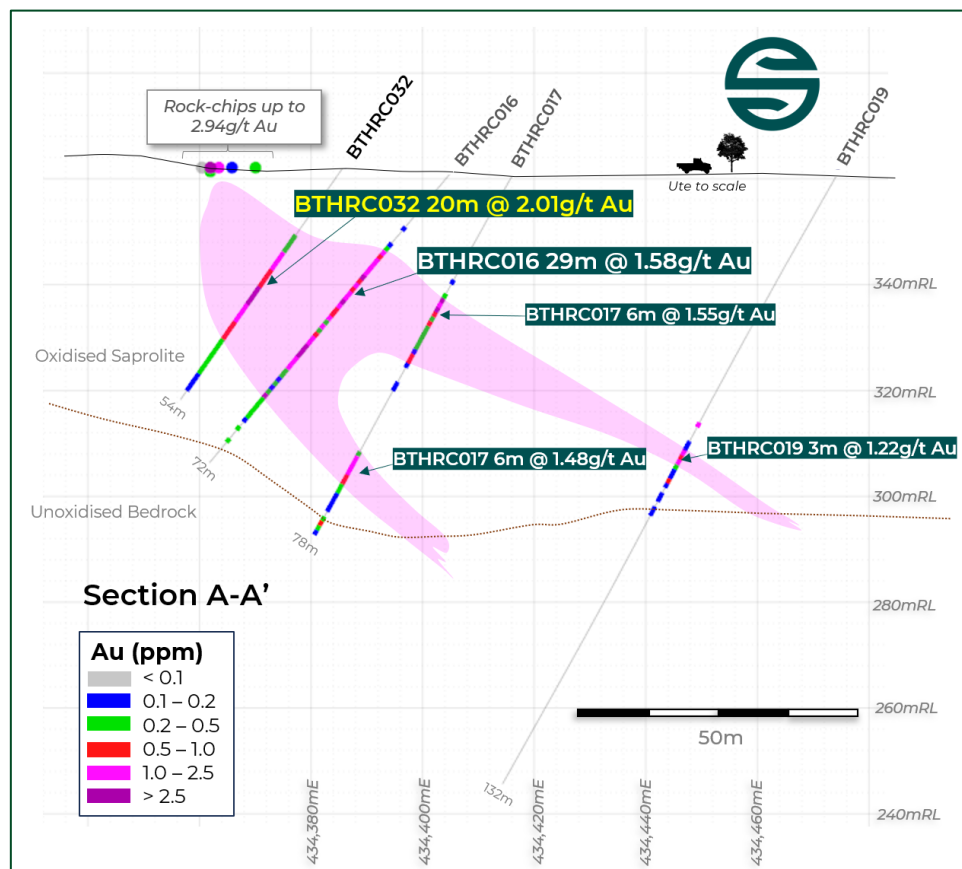 Rock-chips up to
2.94g/t Au
BTHRC032
BTHRC016
BTHRC017
BTHRC019
Ute to scale
BTHRC032 20m @ 2.01g/t Au
BTHRC016 29m @ 1.58g/t Au
340mRL
BTHRC017 6m @ 1.55g/t Au
Oxidised Saprolite
320mRL
54m
BTHRC019 3m @ 1.22g/t Au
BTHRC017 6m @ 1.48g/t Au
72m
300mRL
Unoxidised Bedrock
78m
Section A-A’
280mRL
Au (ppm)
< 0.1
0.1 – 0.2
0.2 – 0.5
0.5 – 1.0
1.0 – 2.5
> 2.5
260mRL
50m
132m
240mRL
434,380mE
434,400mE
434,420mE
434,440mE
434,460mE